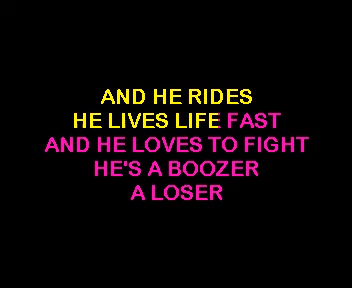 AND HE RIDES
HE LIVES LIFE FAST
AND HE LOVES TO FIGHT
HE'S A BOOZER
A LOSER